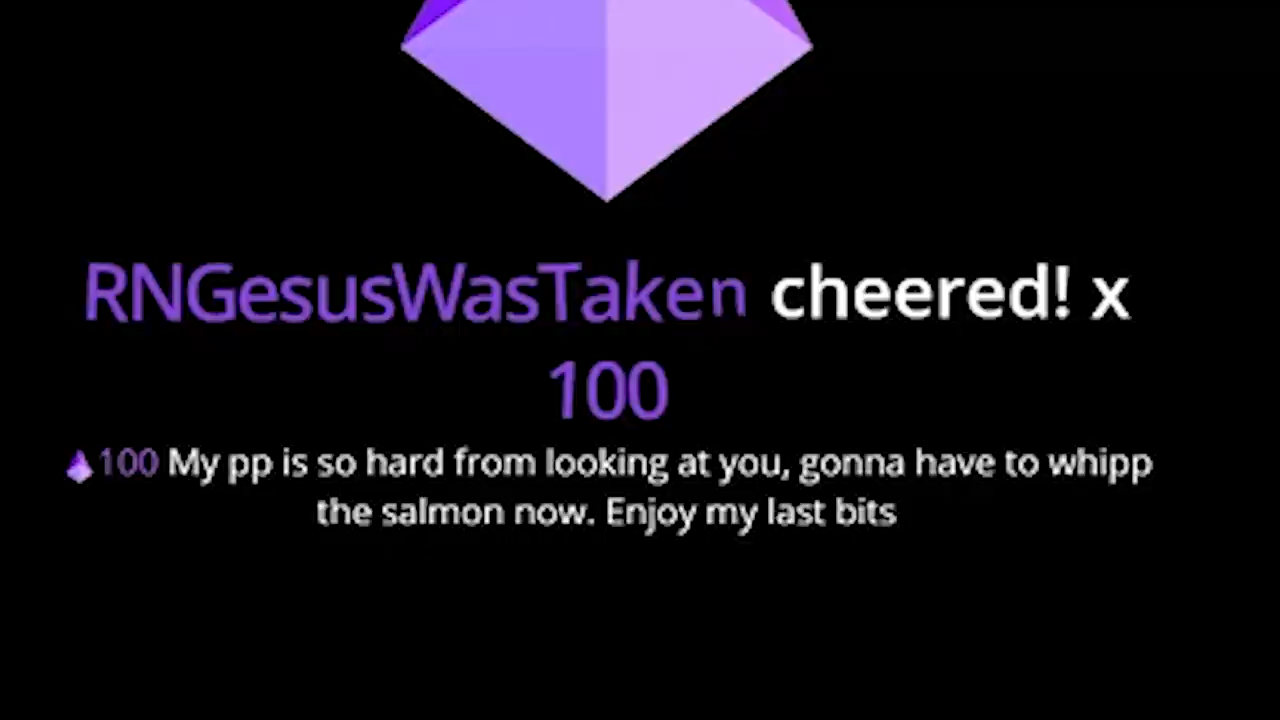 RNGesusWasTaken cheered! x
100
100 My pp is so hard from looking at you, gonna have to whipp
the salmon now. Enjoy my last bits